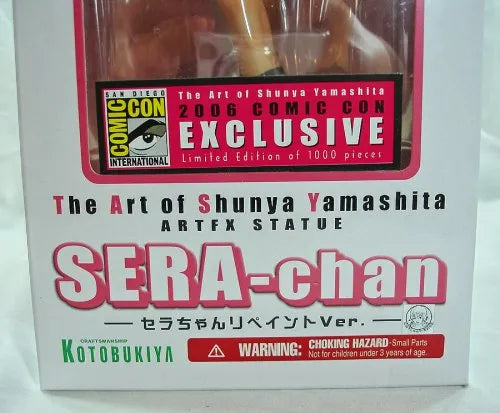 SAN DIEGO
COMIC CON
INTERNATIONAL
The Art of Shunya Yamashita
2006 COMIC CON
EXCLUSIVE
Limited Edition of 1000 pieces
The Art of Shunya Yamashita
ARTFX STATUE
SERA-chan
セラちゃんリペイントVer.
CRAFTSMANSHIP
KOTOBUKIYA
WARNING: CHOKING HAZARD-Small Parts
Not for children under 3 years of age.